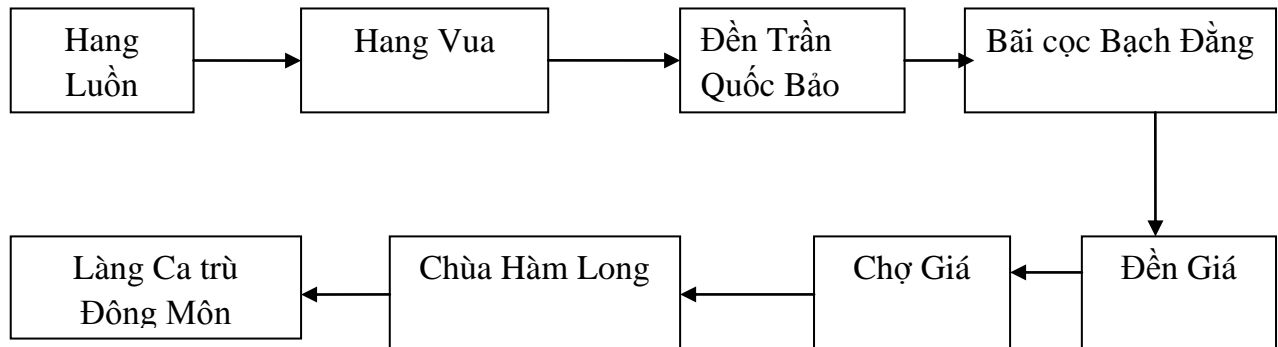 Hang
Luồn
Hang Vua
Đền Trần
Quốc Bảo
Bãi cọc Bạch Đằng
Làng Ca trù
Đông Môn
Chùa Hàm Long
Chợ Giá
Đền Giá